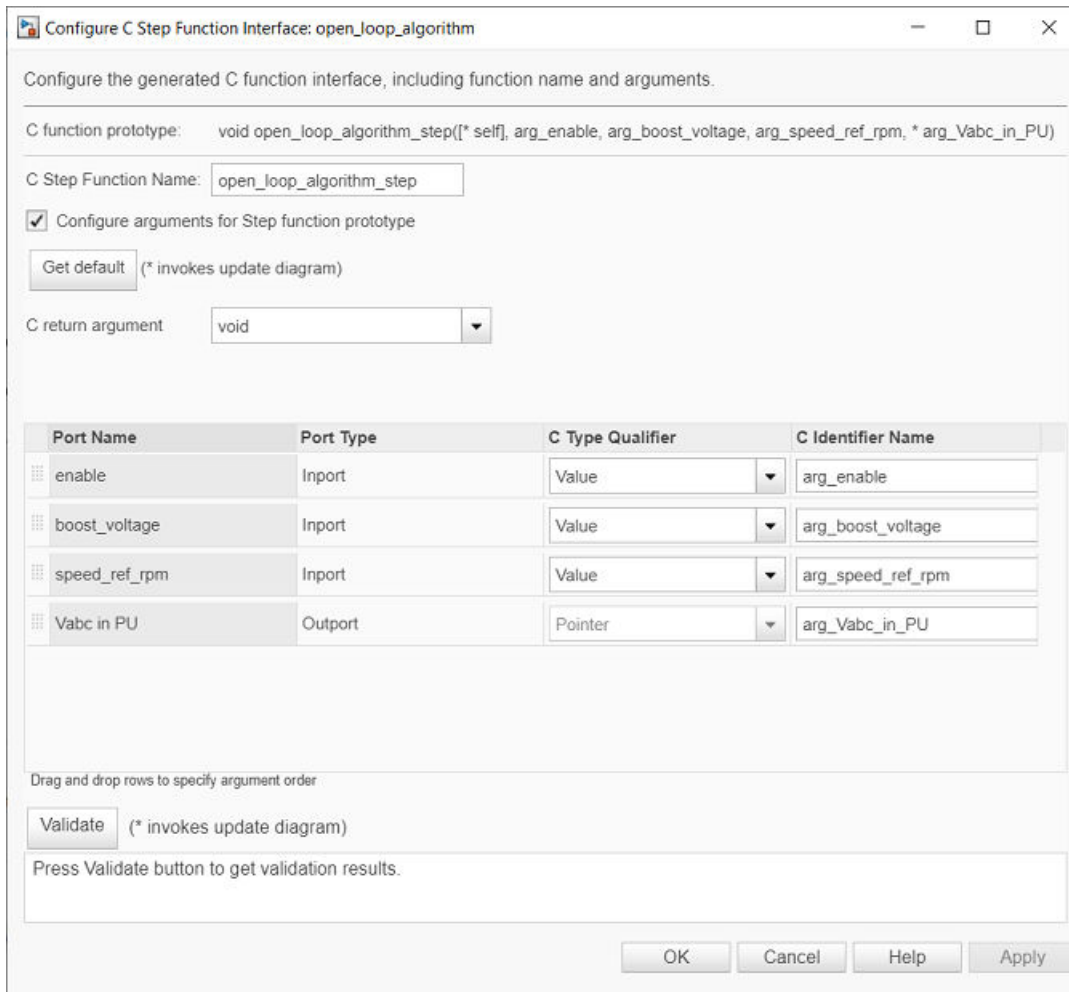 Configure C Step Function Interface: open_loop_algorithm
Configure the generated C function interface, including function name and arguments.
C function prototype: void open_loop_algorithm_step([* self], arg_enable, arg_boost_voltage, arg_speed_ref_rpm, * arg_Vabc_in_PU)
C Step Function Name: open_loop_algorithm_step
Configure arguments for Step function prototype
Get default (* invokes update diagram)
C return argument void
Port Name Port Type C Type Qualifier C Identifier Name
enable Inport Value arg_enable
boost_voltage Inport Value arg_boost_voltage
speed_ref_rpm Inport Value arg_speed_ref_rpm
Vabc in PU Outport Pointer arg_Vabc_in_PU
Drag and drop rows to specify argument order
Validate (* invokes update diagram)
Press Validate button to get validation results.
OK Cancel Help Apply